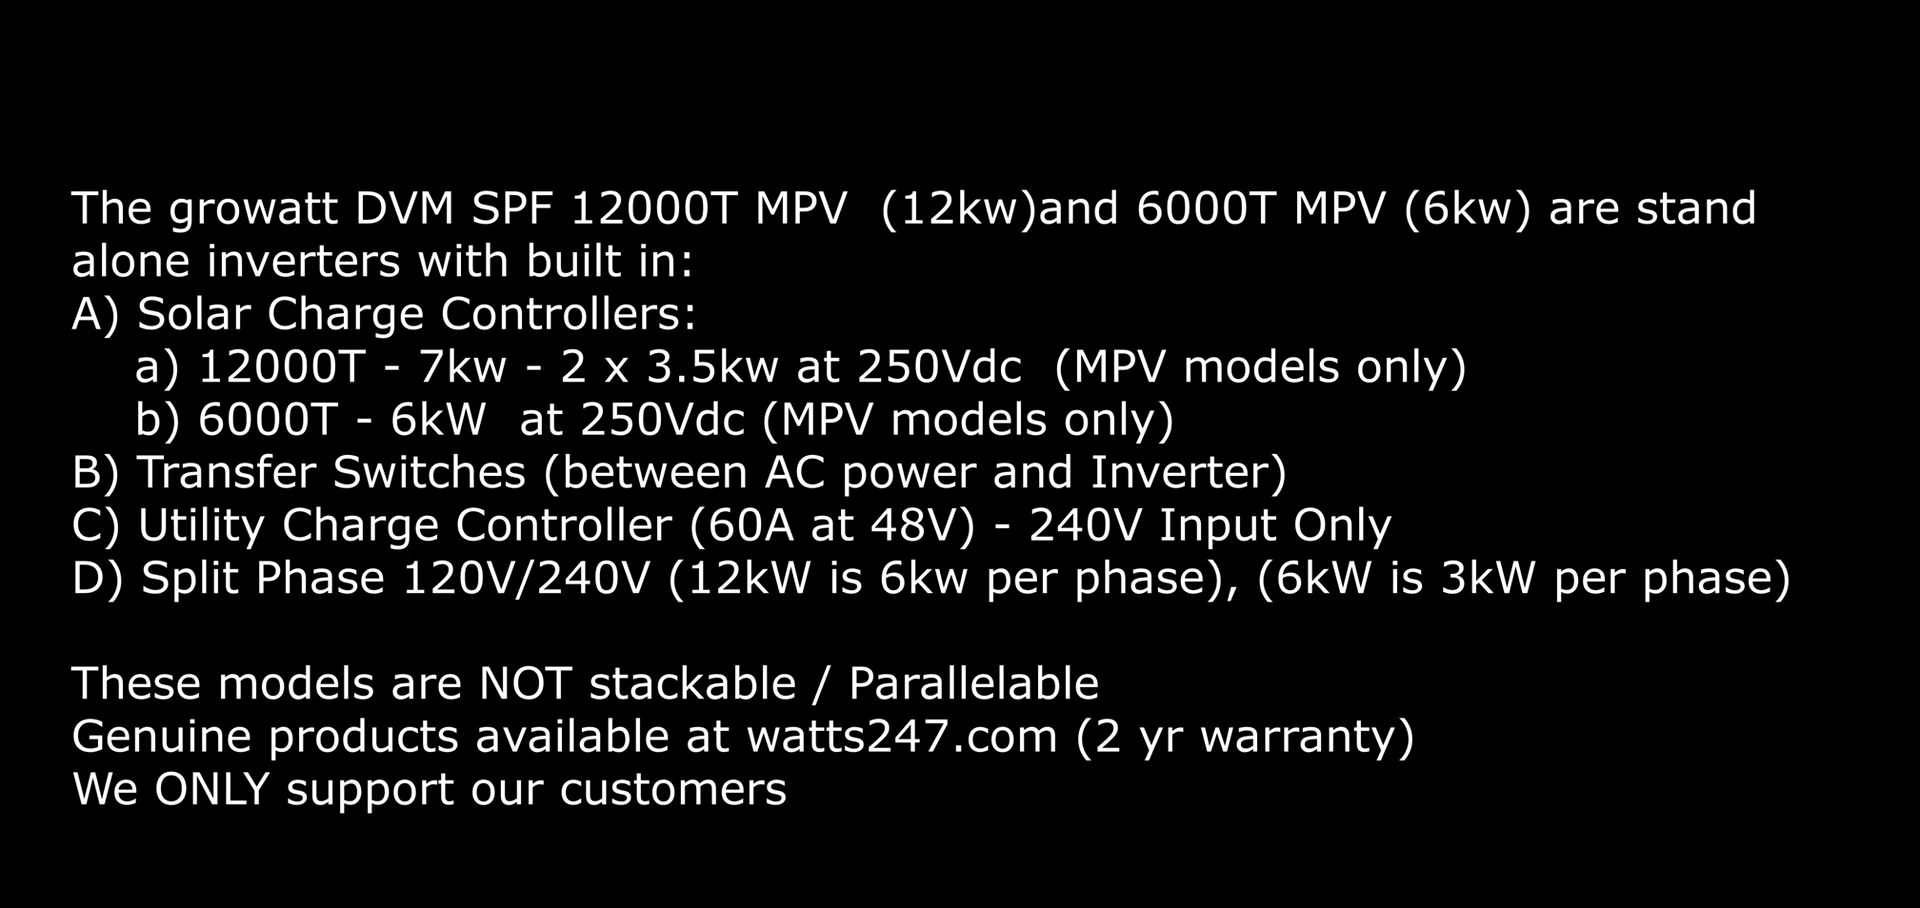 The growatt DVM SPF 12000T MPV  (12kw)and 6000T MPV (6kw) are stand
alone inverters with built in:
A) Solar Charge Controllers:
a) 12000T - 7kw - 2 x 3.5kw at 250Vdc  (MPV models only)
b) 6000T - 6kW  at 250Vdc (MPV models only)
B) Transfer Switches (between AC power and Inverter)
C) Utility Charge Controller (60A at 48V) - 240V Input Only
D) Split Phase 120V/240V (12kW is 6kw per phase), (6kW is 3kW per phase)
These models are NOT stackable / Parallelable
Genuine products available at watts247.com (2 yr warranty)
We ONLY support our customers